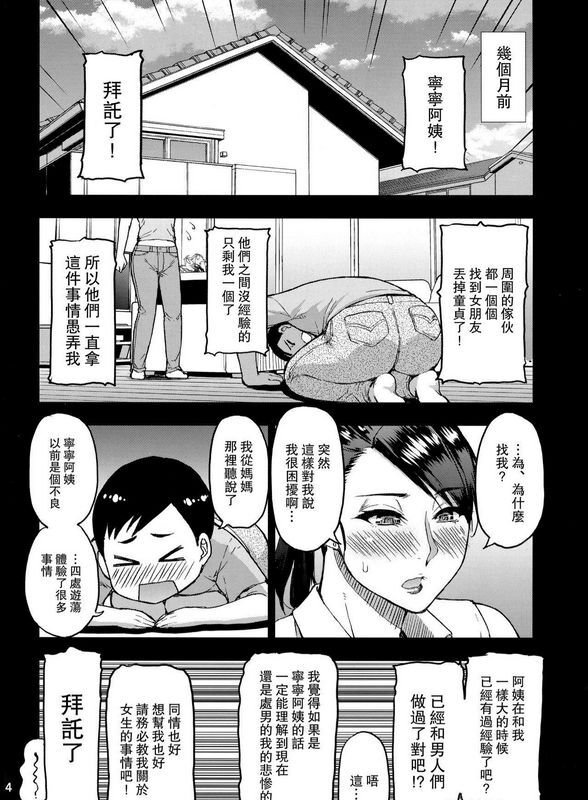 幾個月前
寧寧阿姨！
拜託了！
周圍的傢伙
都一個個
找到女朋友
丟掉童貞了！
他們之間沒經驗的
只剩我一個了
所以他們一直拿
這件事情愚弄我
…為、為什麼
找我？
突然
這樣對我說
我很困擾啊…
我從媽媽
那裡聽說了
寧寧阿姨
以前是個不良
…四處遊蕩
體驗了很多
事情
阿姨在和我
一樣大的時候
已經有過經驗了吧？
已經和男人們
做過了對吧!?
唔
這…
我覺得如果是
寧寧阿姨的話
一定能理解到現在
還是處男的我的悲慘的
同情也好
想幫我也好
請務必教我關於
女生的事情吧！
拜託了
4